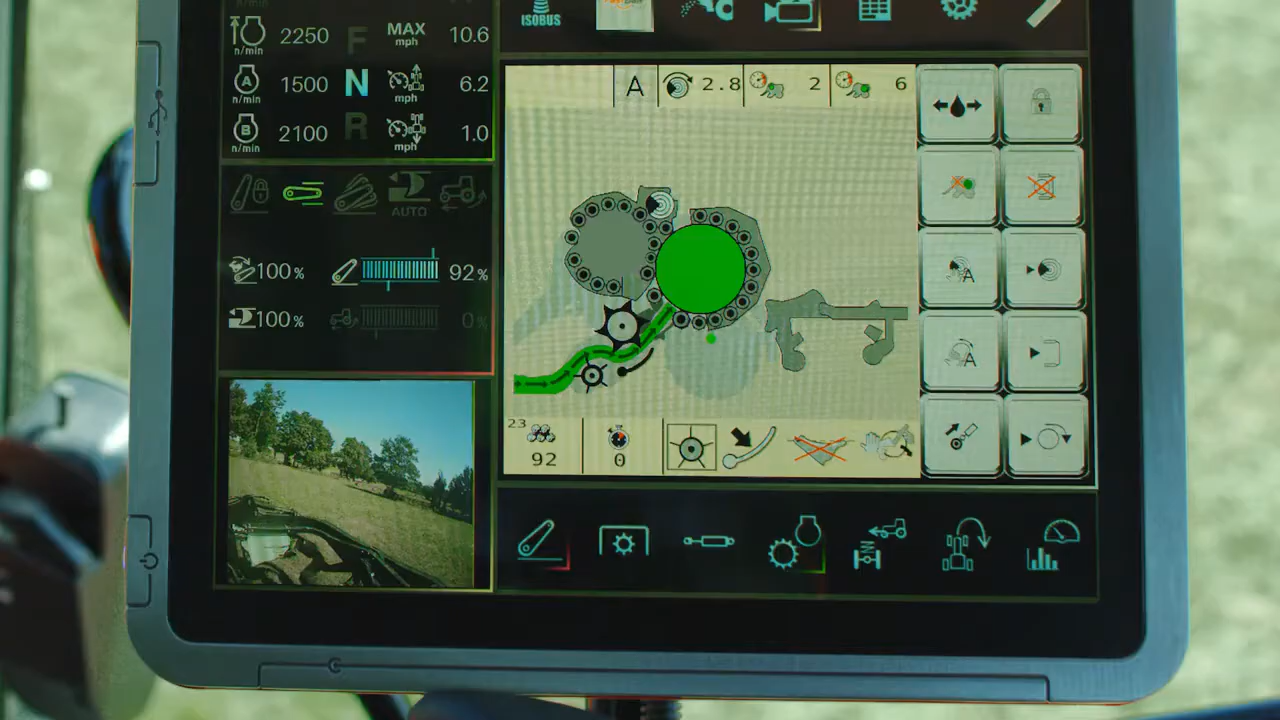 ISOBUS
2250 F MAX mph 10.6
n/min
A 1500 N mph 6.2
n/min
B 2100 R mph 1.0
n/min
AUTO
100% 92%
100% 0%
A 2.8 2 6
A
A
23
92 0
N